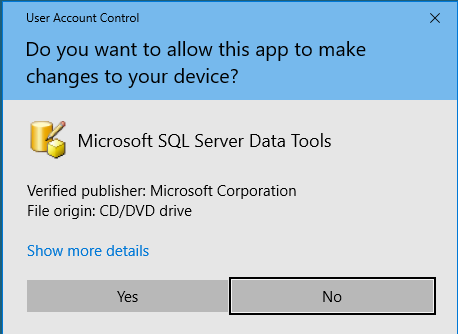 User Account Control
Do you want to allow this app to make
changes to your device?
Microsoft SQL Server Data Tools
Verified publisher: Microsoft Corporation
File origin: CD/DVD drive
Show more details
Yes No